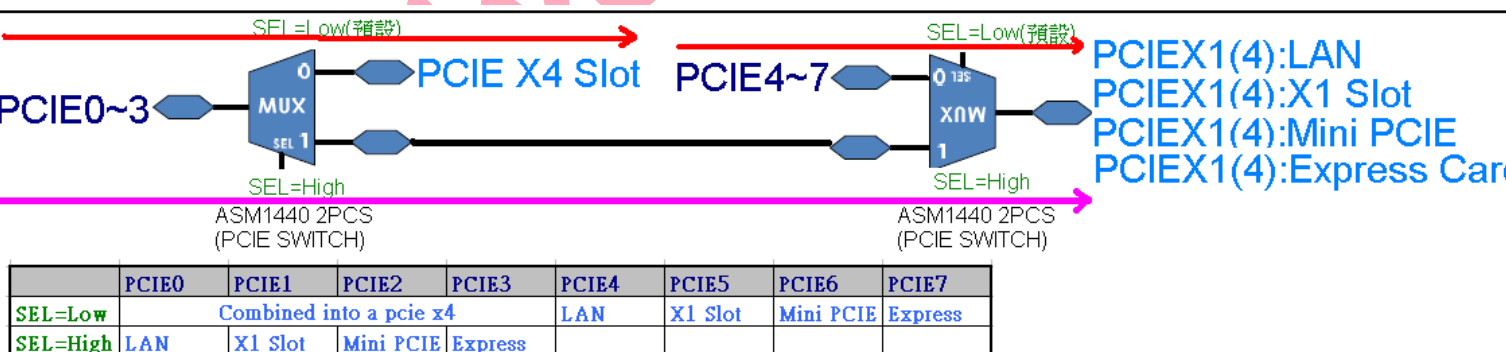 SEL=Low(預設)
SEL=Low(預設)
PCIE0~3
MUX
0
SEL 1
PCIE X4 Slot
PCIE4~7
0 SEL
MUX
1
PCIEX1(4):LAN
PCIEX1(4):X1 Slot
PCIEX1(4):Mini PCIE
PCIEX1(4):Express Car
SEL=High
SEL=High
ASM1440 2PCS
(PCIE SWITCH)
ASM1440 2PCS
(PCIE SWITCH)
PCIE0 PCIE1 PCIE2 PCIE3 PCIE4 PCIE5 PCIE6 PCIE7
SEL=Low Combined into a pcie x4 LAN X1 Slot Mini PCIE Express
SEL=High LAN X1 Slot Mini PCIE Express